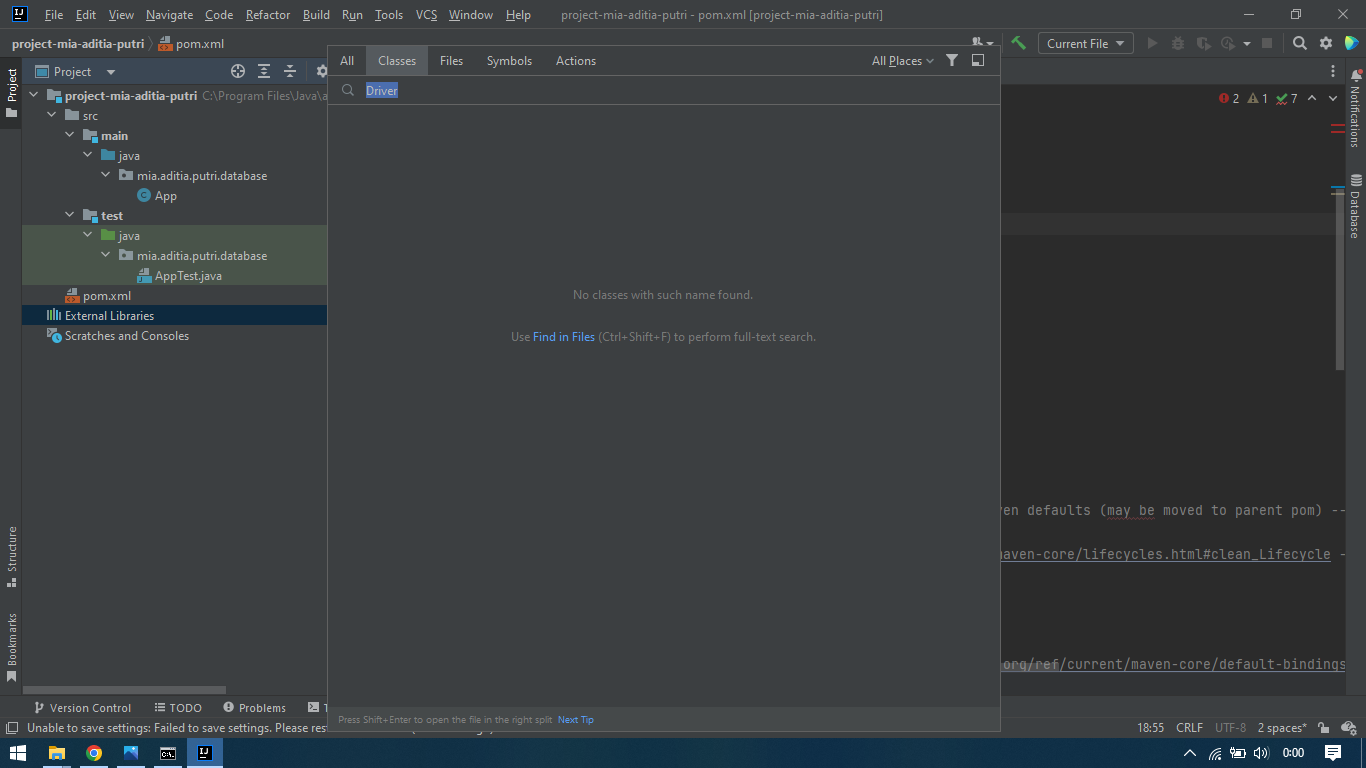 File Edit View Navigate Code Refactor Build Run Tools VCS Window Help project-mia-aditia-putri - pom.xml [project-mia-aditia-putri]
project-mia-aditia-putri pom.xml
Current File
Project
All Classes Files Symbols Actions
All Places
Driver
project-mia-aditia-putri C:\Program Files\Java\a
src
main
java
mia.aditia.putri.database
App
test
java
mia.aditia.putri.database
AppTest.java
pom.xml
External Libraries
Scratches and Consoles
No classes with such name found.
Use Find in Files (Ctrl+Shift+F) to perform full-text search.
2 1 7
ven defaults (may be moved to parent pom) --
maven-core/lifecycles.html#clean_Lifecycle -
org/ref/current/maven-core/default-bindings
Project
Structure
Bookmarks
Notifications
Database
Press Shift+Enter to open the file in the right split Next Tip
Version Control TODO Problems T
Unable to save settings: Failed to save settings. Please rest
18:55 CRLF UTF-8 2 spaces*
0:00